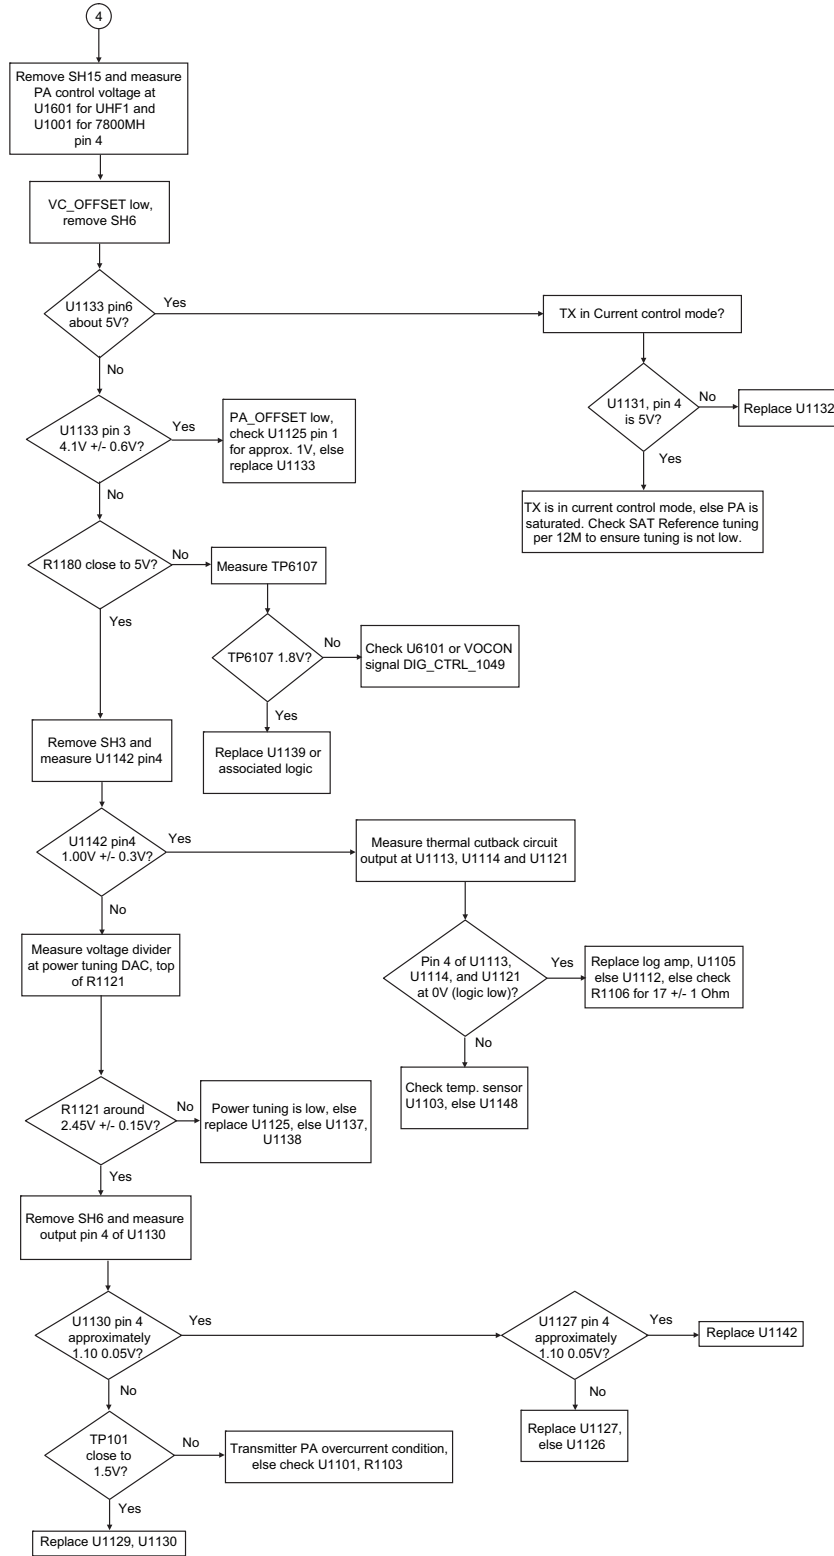 4
Remove SH15 and measure
PA control voltage at
U1601 for UHF1 and
U1001 for 7800MH
pin 4
VC_OFFSET low,
remove SH6
U1133 pin6
about 5V?
Yes
TX in Current control mode?
No
U1131, pin 4
is 5V?
No
Replace U1132
Yes
TX is in current control mode, else PA is
saturated. Check SAT Reference tuning
per 12M to ensure tuning is not low.
U1133 pin 3
4.1V +/- 0.6V?
Yes
PA_OFFSET low,
check U1125 pin 1
for approx. 1V, else
replace U1133
No
R1180 close to 5V?
No
Measure TP6107
Yes
TP6107 1.8V?
No
Check U6101 or VOCON
signal DIG_CTRL_1049
Yes
Replace U1139 or
associated logic
Remove SH3 and
measure U1142 pin4
U1142 pin4
1.00V +/- 0.3V?
Yes
Measure thermal cutback circuit
output at U1113, U1114 and U1121
No
Pin 4 of U1113,
U1114, and U1121
at 0V (logic low)?
Yes
Replace log amp, U1105
else U1112, else check
R1106 for 17 +/- 1 Ohm
No
Check temp. sensor
U1103, else U1148
Measure voltage divider
at power tuning DAC, top
of R1121
R1121 around
2.45V +/- 0.15V?
No
Power tuning is low, else
replace U1125, else U1137,
U1138
Yes
Remove SH6 and measure
output pin 4 of U1130
U1130 pin 4
approximately
1.10 0.05V?
Yes
U1127 pin 4
approximately
1.10 0.05V?
Yes
Replace U1142
No
Replace U1127,
else U1126
No
TP101
close to
1.5V?
No
Transmitter PA overcurrent condition,
else check U1101, R1103
Yes
Replace U1129, U1130